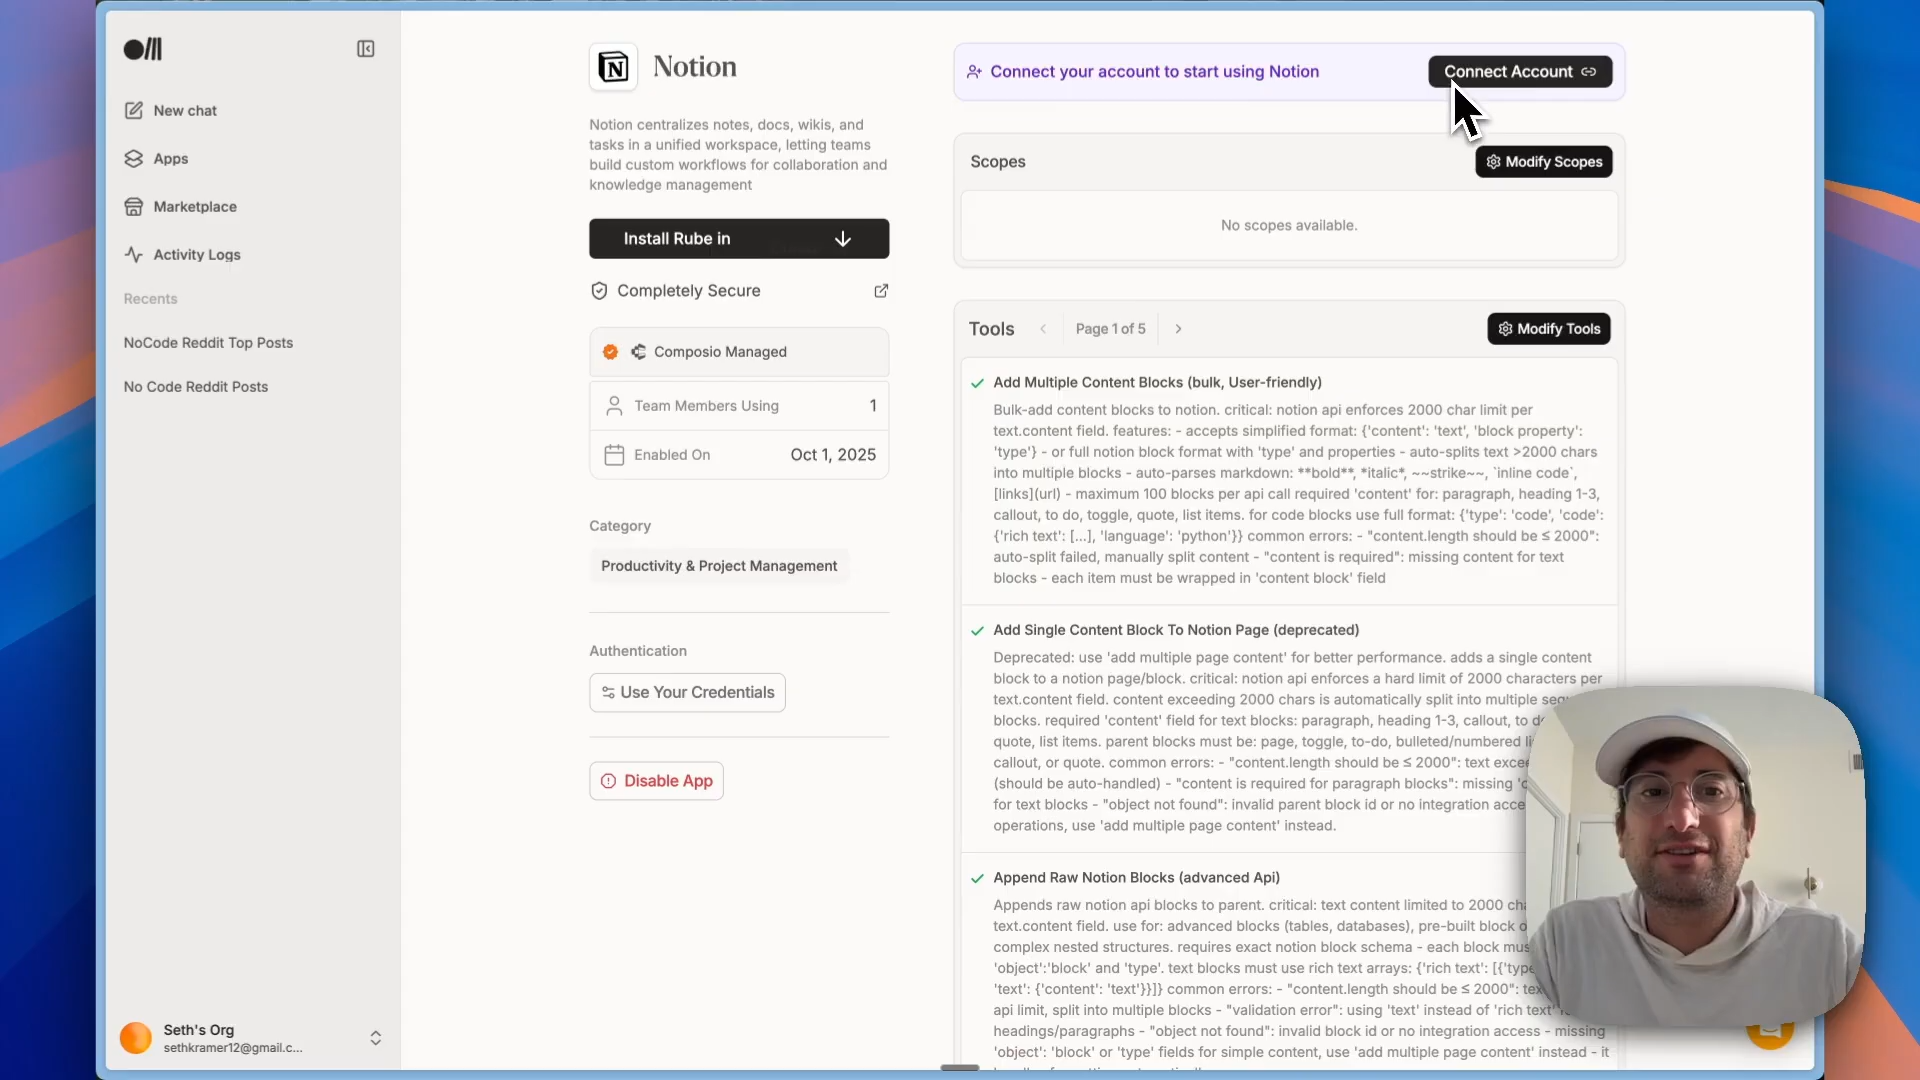 New chat
Apps
Marketplace
Activity Logs
Recents
NoCode Reddit Top Posts
No Code Reddit Posts
Seth's Org
sethkramer12@gmail.c...
Notion
Notion centralizes notes, docs, wikis, and
tasks in a unified workspace, letting teams
build custom workflows for collaboration and
knowledge management
Install Rube in
Completely Secure
Composio Managed
Team Members Using 1
Enabled On Oct 1, 2025
Category
Productivity & Project Management
Authentication
Use Your Credentials
Disable App
Connect your account to start using Notion
Connect Account
Scopes
Modify Scopes
No scopes available.
Tools
Page 1 of 5
Modify Tools
Add Multiple Content Blocks (bulk, User-friendly)
Bulk-add content blocks to notion. critical: notion api enforces 2000 char limit per
text.content field. features: - accepts simplified format: {'content': 'text', 'block property':
'type'} - or full notion block format with 'type' and properties - auto-splits text >2000 chars
into multiple blocks - auto-parses markdown: **bold**, *italic*, ~~strike~~, `inline code`,
[links](url) - maximum 100 blocks per api call required 'content' for: paragraph, heading 1-3,
callout, to do, toggle, quote, list items. for code blocks use full format: {'type': 'code', 'code':
{'rich text': [...], 'language': 'python'}} common errors: - "content.length should be ≤ 2000":
auto-split failed, manually split content - "content is required": missing content for text
blocks - each item must be wrapped in 'content block' field
Add Single Content Block To Notion Page (deprecated)
Deprecated: use 'add multiple page content' for better performance. adds a single content
block to a notion page/block. critical: notion api enforces a hard limit of 2000 characters per
text.content field. content exceeding 2000 chars is automatically split into multiple
blocks. required 'content' field for text blocks: paragraph, heading 1-3, callout, to
quote, list items. parent blocks must be: page, toggle, to-do, bulleted/numbered
callout, or quote. common errors: - "content.length should be ≤ 2000": text
(should be auto-handled) - "content is required for paragraph blocks": missing
for text blocks - "object not found": invalid parent block id or no integration
operations, use 'add multiple page content' instead.
Append Raw Notion Blocks (advanced Api)
Appends raw notion api blocks to parent. critical: text content limited to 2000
text.content field. use for: advanced blocks (tables, databases), pre-built block
complex nested structures. requires exact notion block schema - each block
'object':'block' and 'type'. text blocks must use rich text arrays: {'rich text': [{'type
'text': {'content': 'text'}}]} common errors: - "content.length should be ≤ 2000":
api limit, split into multiple blocks - "validation error": using 'text' instead of 'rich
headings/paragraphs - "object not found": invalid block id or no integration access - missing
'object': 'block' or 'type' fields for simple content, use 'add multiple page content' instead - it